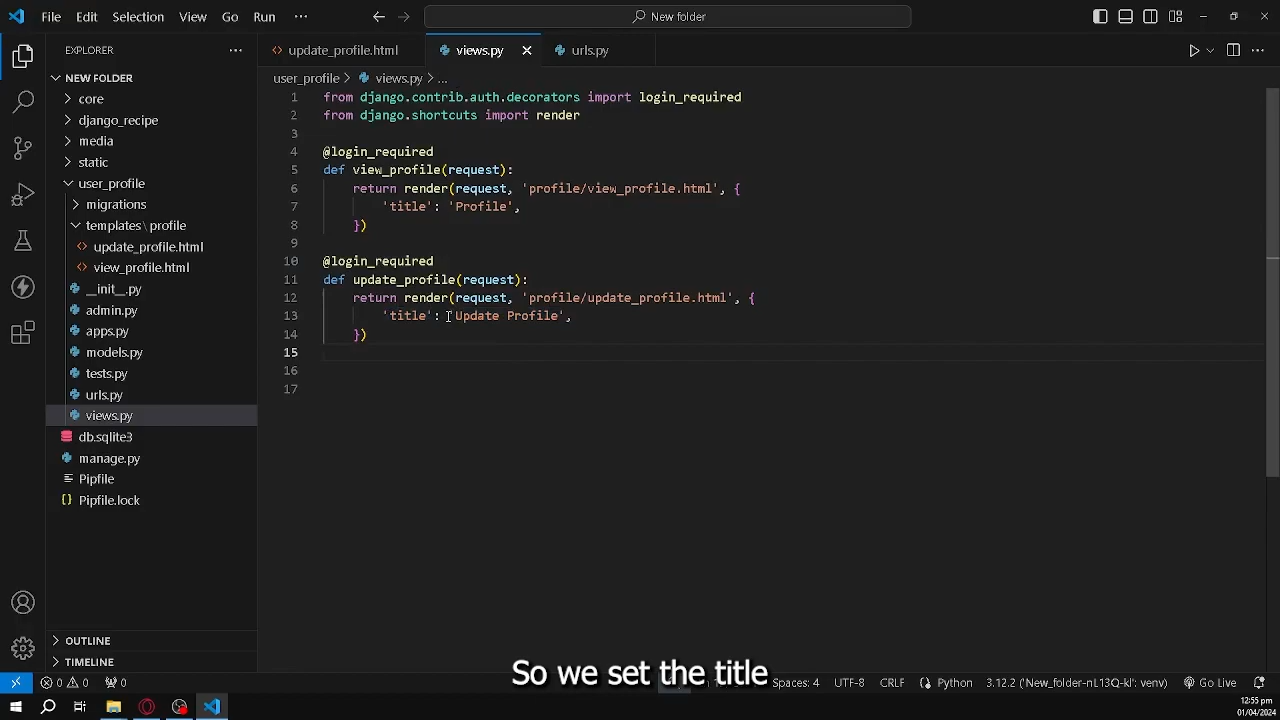 File Edit Selection View Go Run ··· New folder
EXPLORER ···
NEW FOLDER
core
django_recipe
media
static
user_profile
migrations
templates \ profile
update_profile.html
view_profile.html
__init__.py
admin.py
apps.py
models.py
tests.py
urls.py
views.py
db.sqlite3
manage.py
Pipfile
Pipfile.lock
OUTLINE
TIMELINE
update_profile.html views.py urls.py
user_profile > views.py > ...
1 from django.contrib.auth.decorators import login_required
2 from django.shortcuts import render
3
4 @login_required
5 def view_profile(request):
6 return render(request, 'profile/view_profile.html', {
7 'title': 'Profile',
8 })
9
10 @login_required
11 def update_profile(request):
12 return render(request, 'profile/update_profile.html', {
13 'title': 'Update Profile',
14 })
15
16
17
So we set the title
0 0 0 Spaces: 4 UTF-8 CRLF Python 3.12.2 ('New_folder-nL13Q-kl': venv) Go Live
12:55 pm
01/04/2024